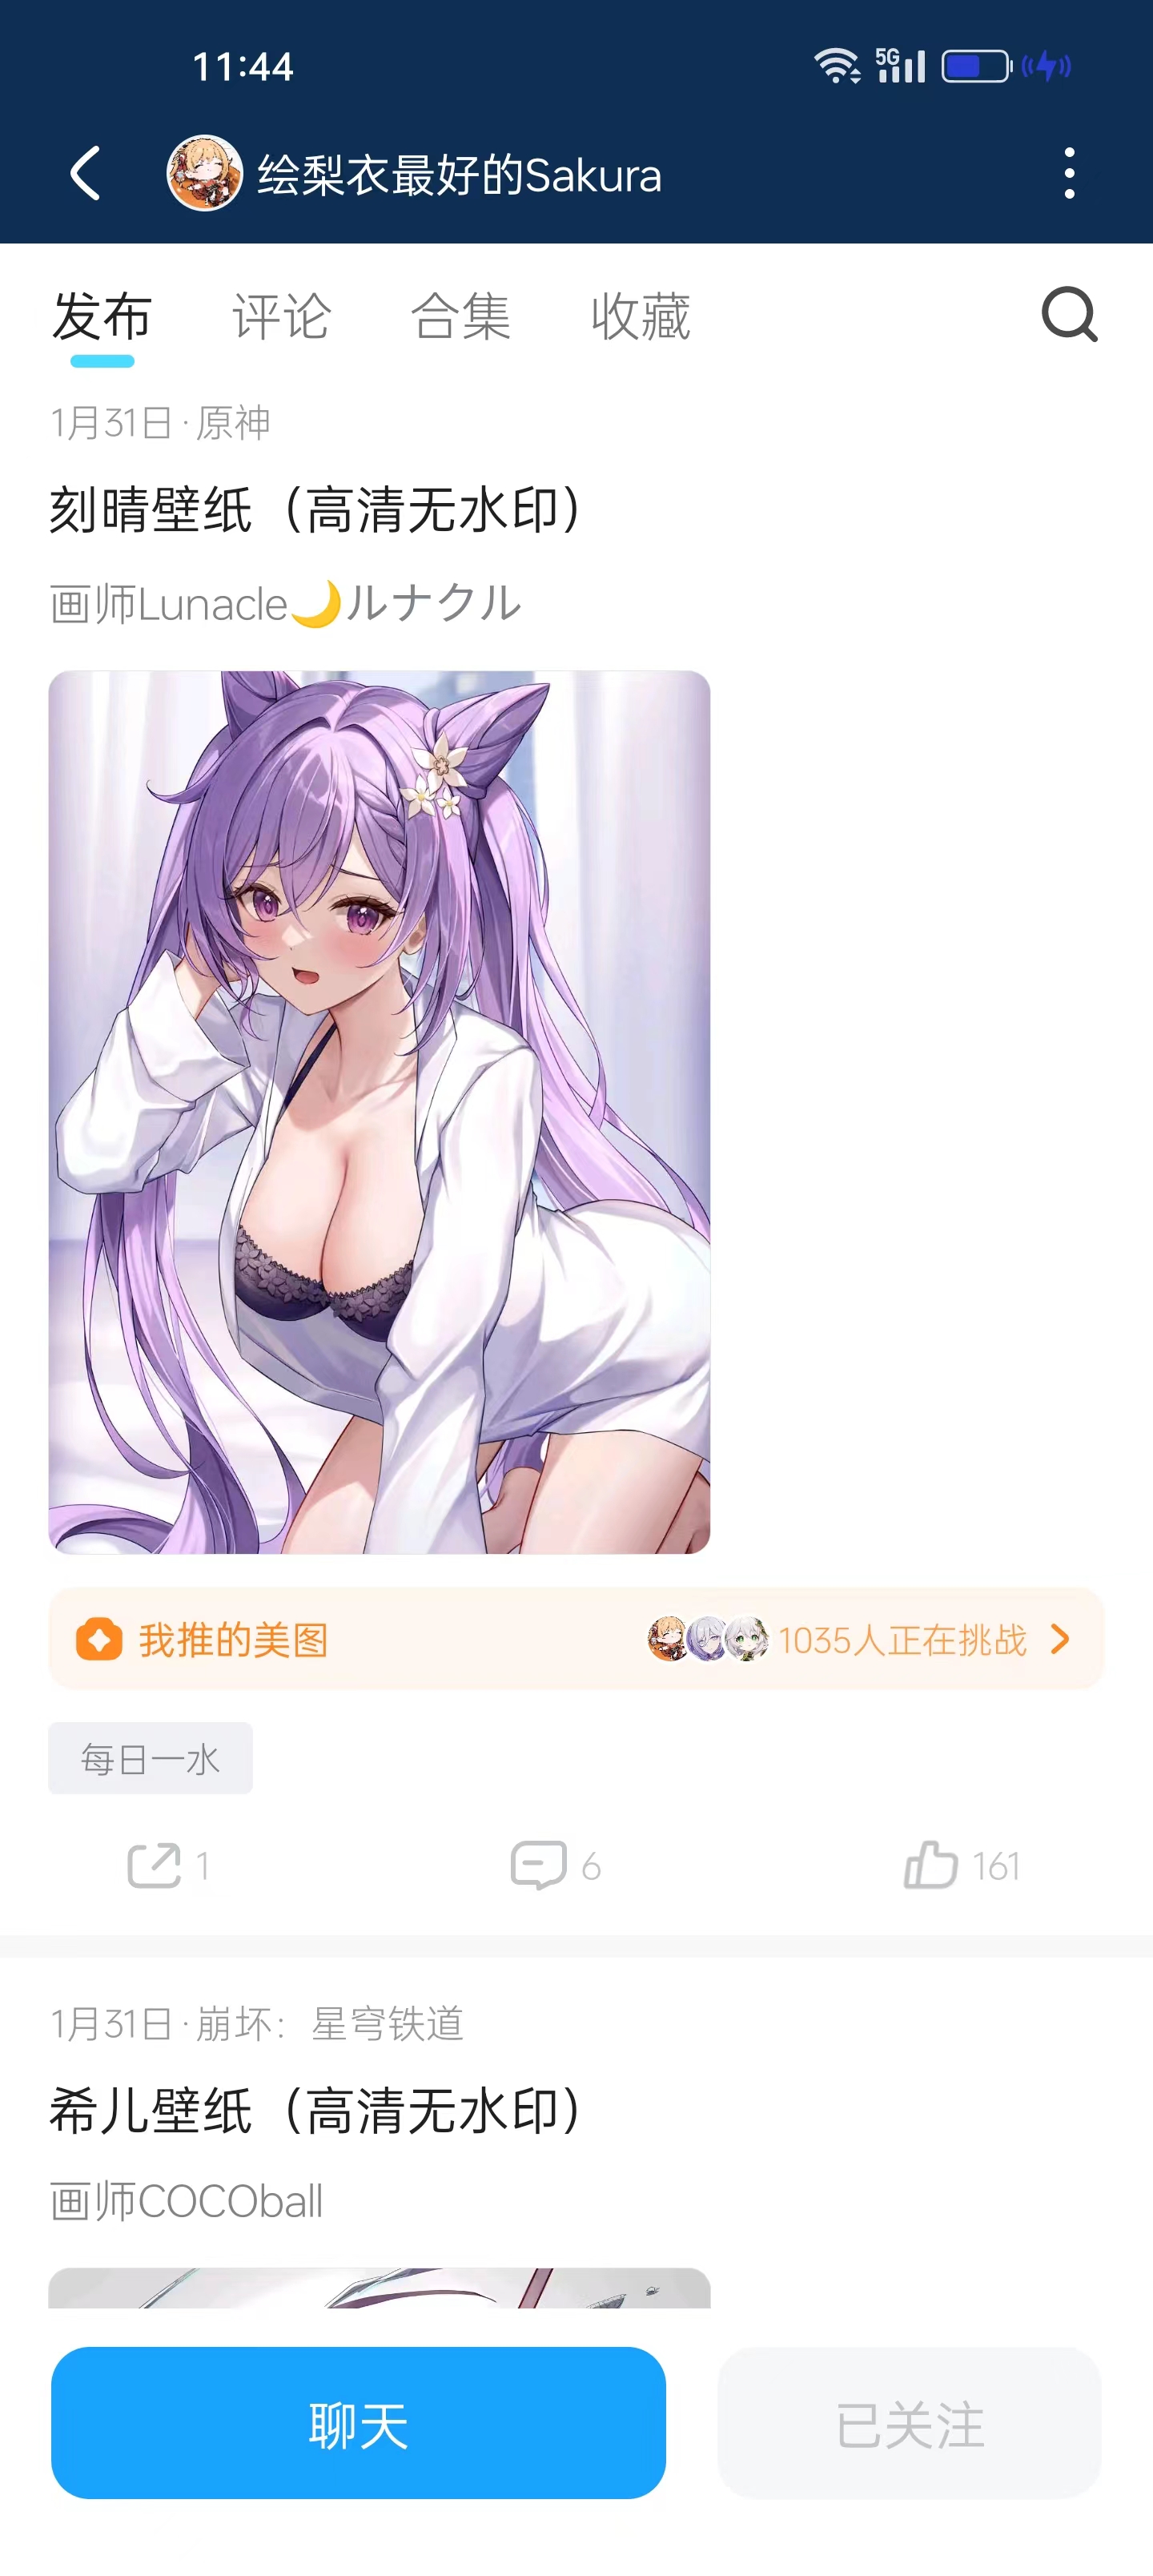 11:44
5G
绘梨衣最好的Sakura
发布 评论 合集 收藏
1月31日·原神
刻晴壁纸（高清无水印）
画师Lunacle🌙ルナクル
我推的美图 1035人正在挑战
每日一水
1 6 161
1月31日·崩坏：星穹铁道
希儿壁纸（高清无水印）
画师COCOball
聊天 已关注